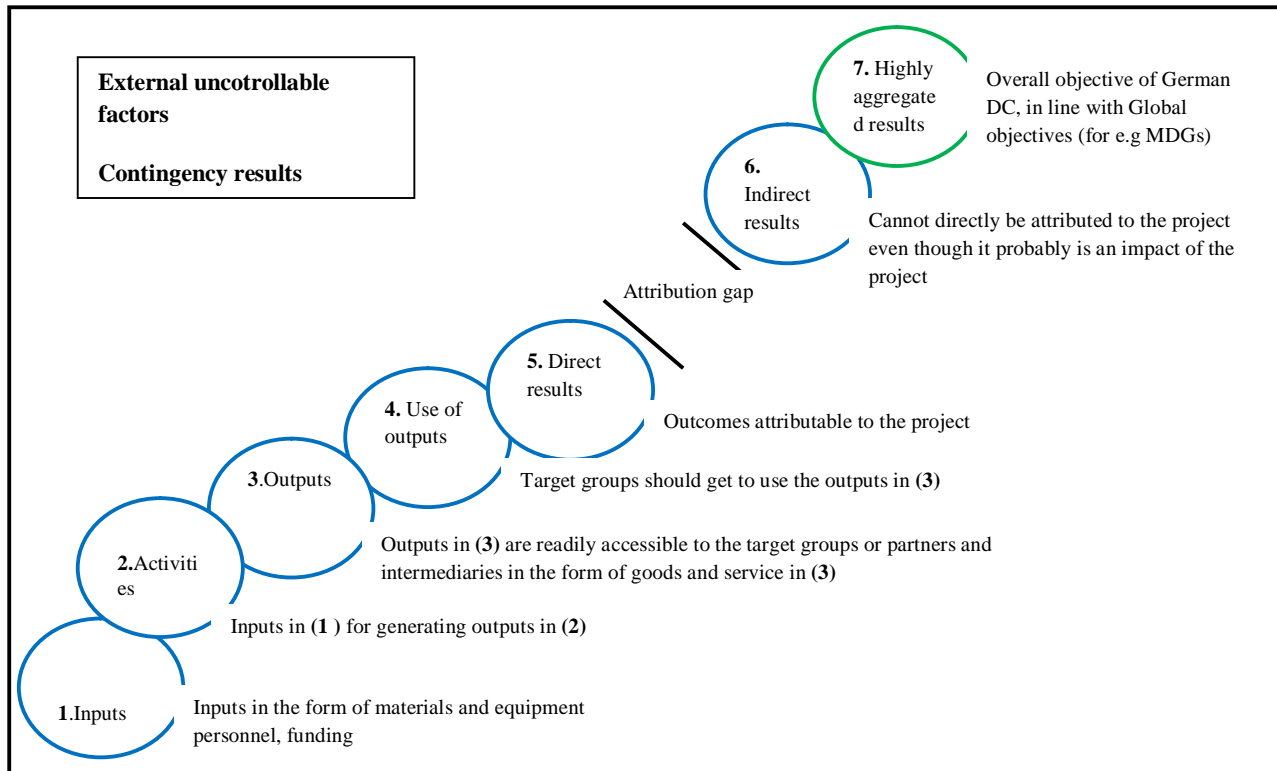 External uncotrollable
factors
Contingency results
7. Highly
aggregate
d results
Overall objective of German
DC, in line with Global
objectives (for e.g MDGs)
6.
Indirect
results
Cannot directly be attributed to the project
even though it probably is an impact of the
project
Attribution gap
5. Direct
results
Outcomes attributable to the project
4. Use of
outputs
Target groups should get to use the outputs in (3)
3.Outputs
Outputs in (3) are readily accessible to the target groups or partners and
intermediaries in the form of goods and service in (3)
2.Activiti
es
Inputs in (1 ) for generating outputs in (2)
1.Inputs
Inputs in the form of materials and equipment
personnel, funding